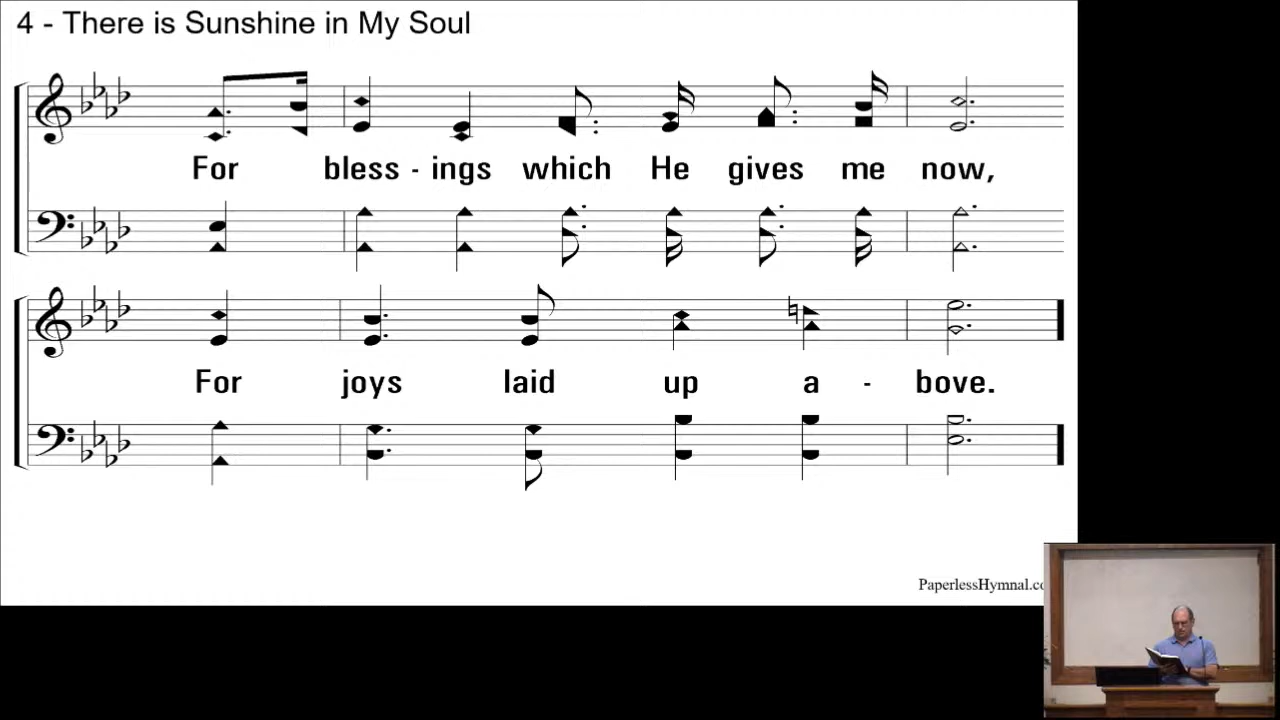 4 - There is Sunshine in My Soul
For bless - ings which He gives me now,
For joys laid up a - bove.
PaperlessHymnal.co